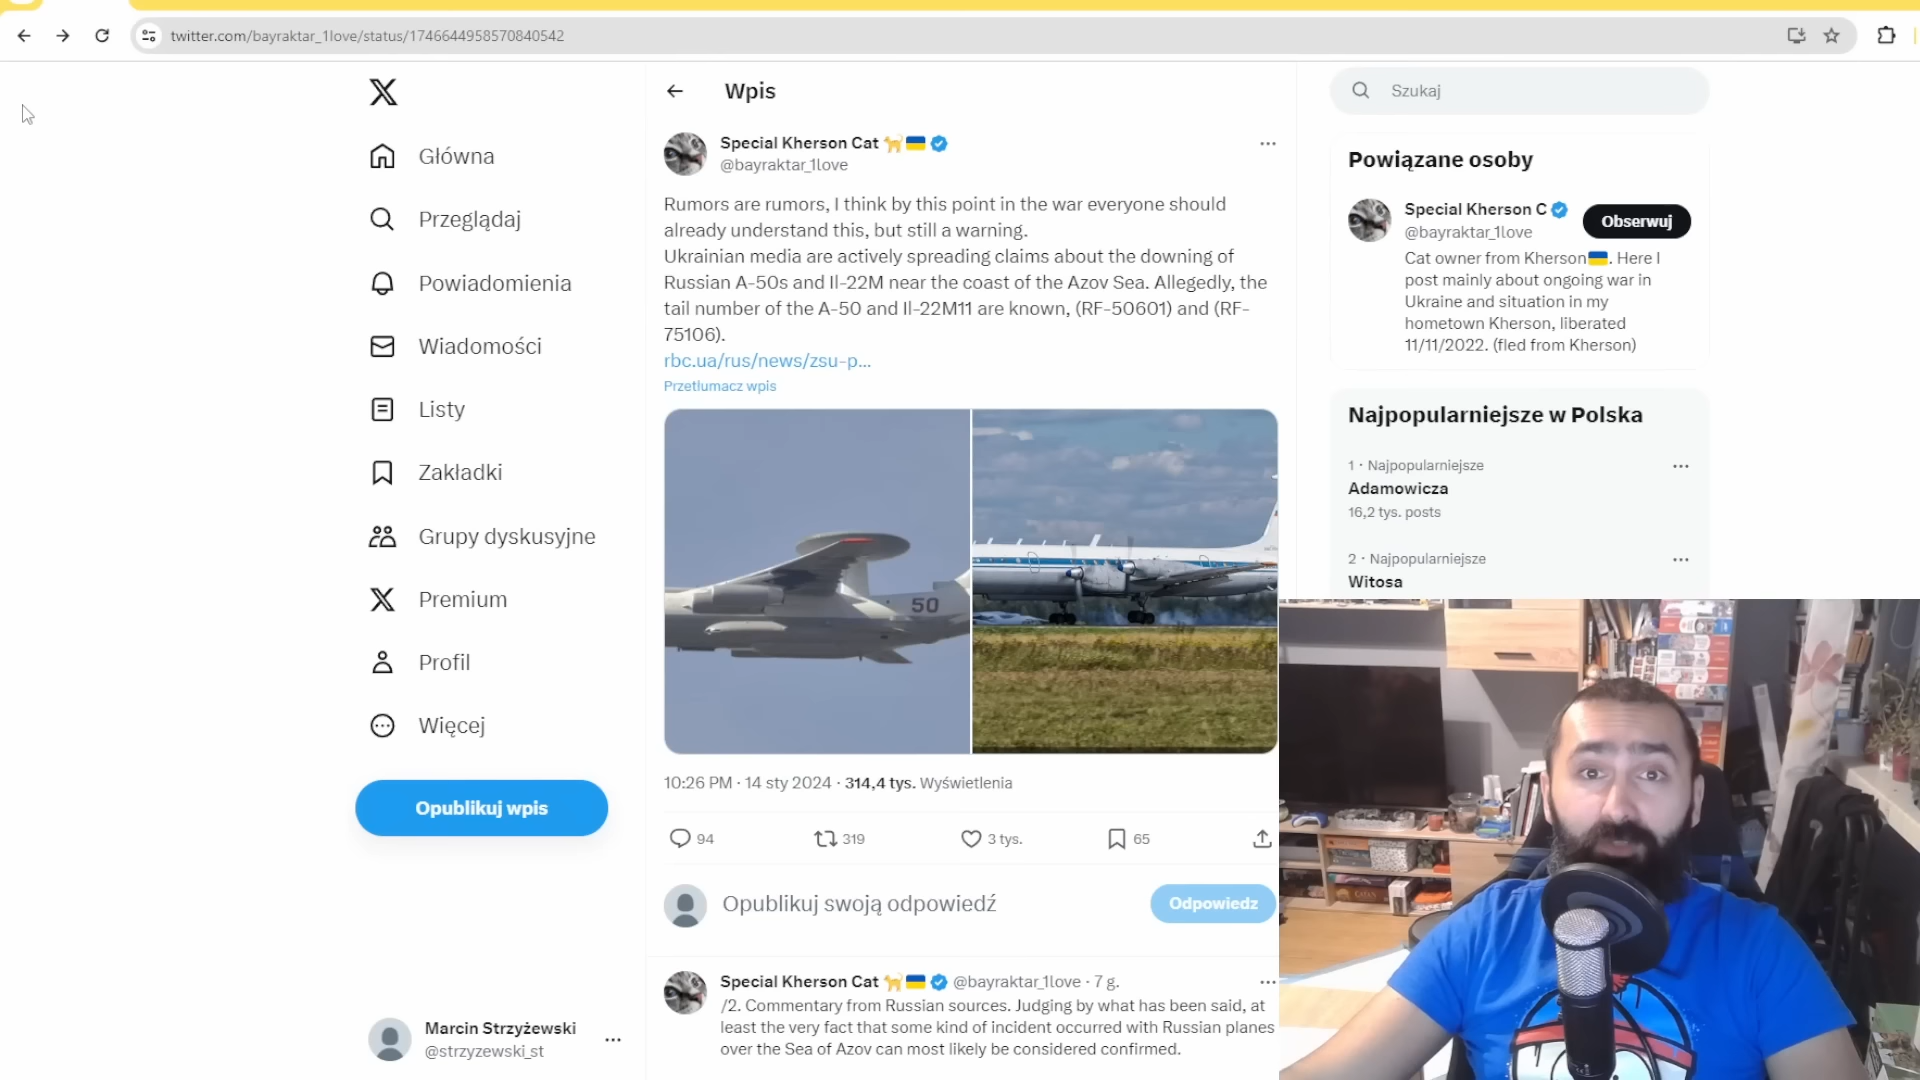 twitter.com/bayraktar_1love/status/1746644958570840542
Główna
Przeglądaj
Powiadomienia
Wiadomości
Listy
Zakładki
Grupy dyskusyjne
Premium
Profil
Więcej
Opublikuj wpis
Marcin Strzyżewski
@strzyzewski_st
Wpis
Special Kherson Cat
@bayraktar_1love
Rumors are rumors, I think by this point in the war everyone should
already understand this, but still a warning.
Ukrainian media are actively spreading claims about the downing of
Russian A-50s and Il-22M near the coast of the Azov Sea. Allegedly, the
tail number of the A-50 and Il-22M11 are known, (RF-50601) and (RF-
75106).
rbc.ua/rus/news/zsu-p...
Przetłumacz wpis
50
10:26 PM · 14 sty 2024 · 314,4 tys. Wyświetlenia
94 319 3 tys. 65
Opublikuj swoją odpowiedź
Odpowiedz
Special Kherson Cat @bayraktar_1love · 7 g.
/2. Commentary from Russian sources. Judging by what has been said, at
least the very fact that some kind of incident occurred with Russian planes
over the Sea of Azov can most likely be considered confirmed.
Szukaj
Powiązane osoby
Special Kherson C
@bayraktar_1love
Obserwuj
Cat owner from Kherson. Here I
post mainly about ongoing war in
Ukraine and situation in my
hometown Kherson, liberated
11/11/2022. (fled from Kherson)
Najpopularniejsze w Polska
1 · Najpopularniejsze
Adamowicza
16,2 tys. posts
2 · Najpopularniejsze
Witosa